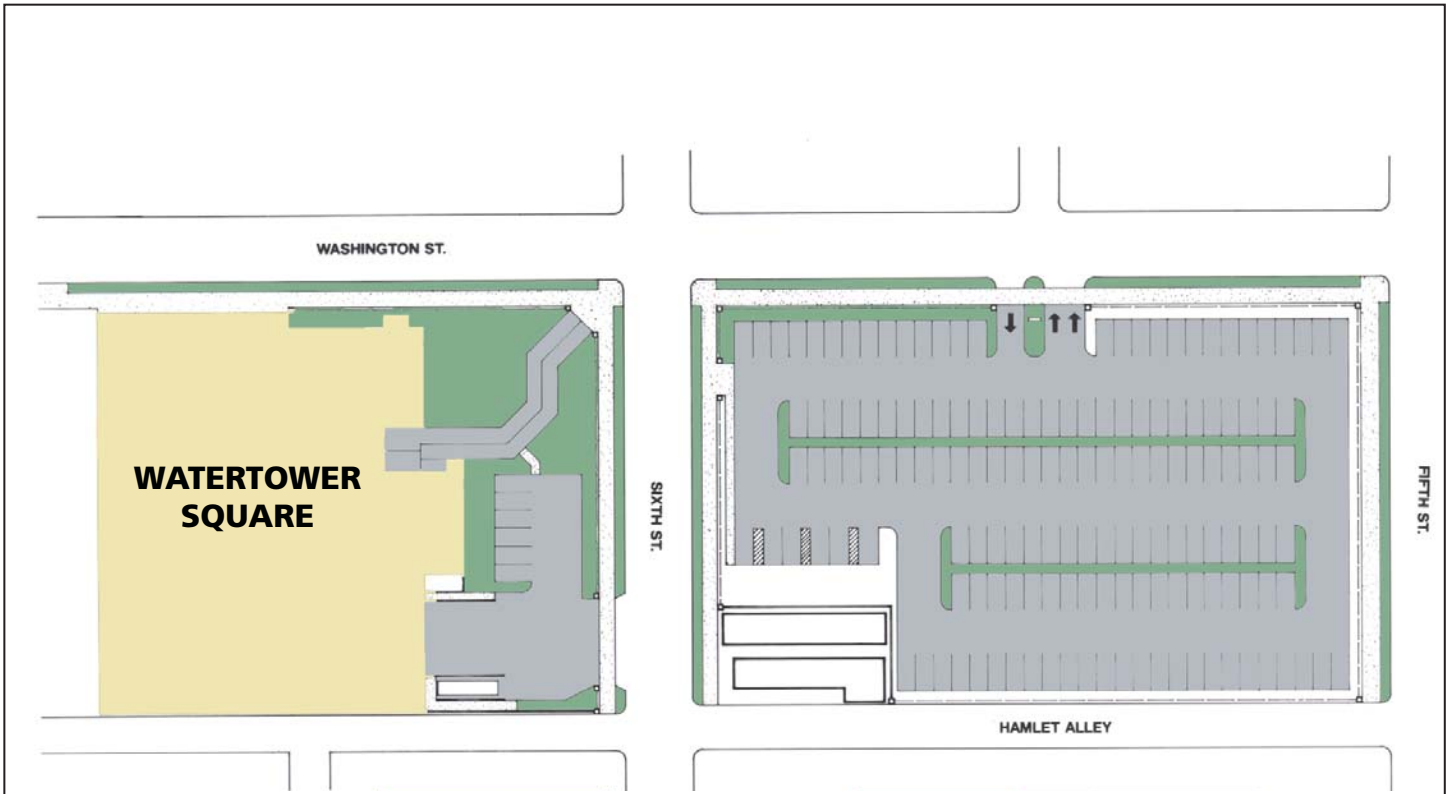 WASHINGTON ST.
WATERTOWER
SQUARE
SIXTH ST.
FIFTH ST.
HAMLET ALLEY